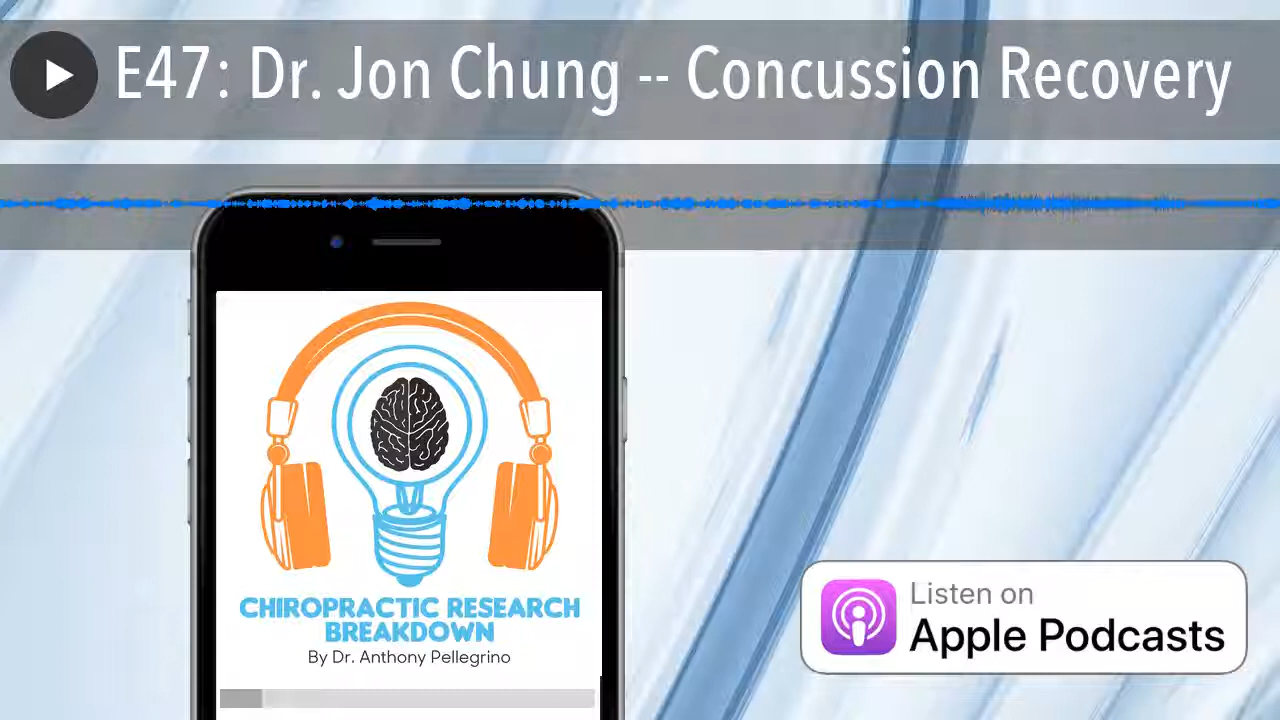 E47: Dr. Jon Chung -- Concussion Recovery
CHIROPRACTIC RESEARCH
BREAKDOWN
By Dr. Anthony Pellegrino
Listen on
Apple Podcasts